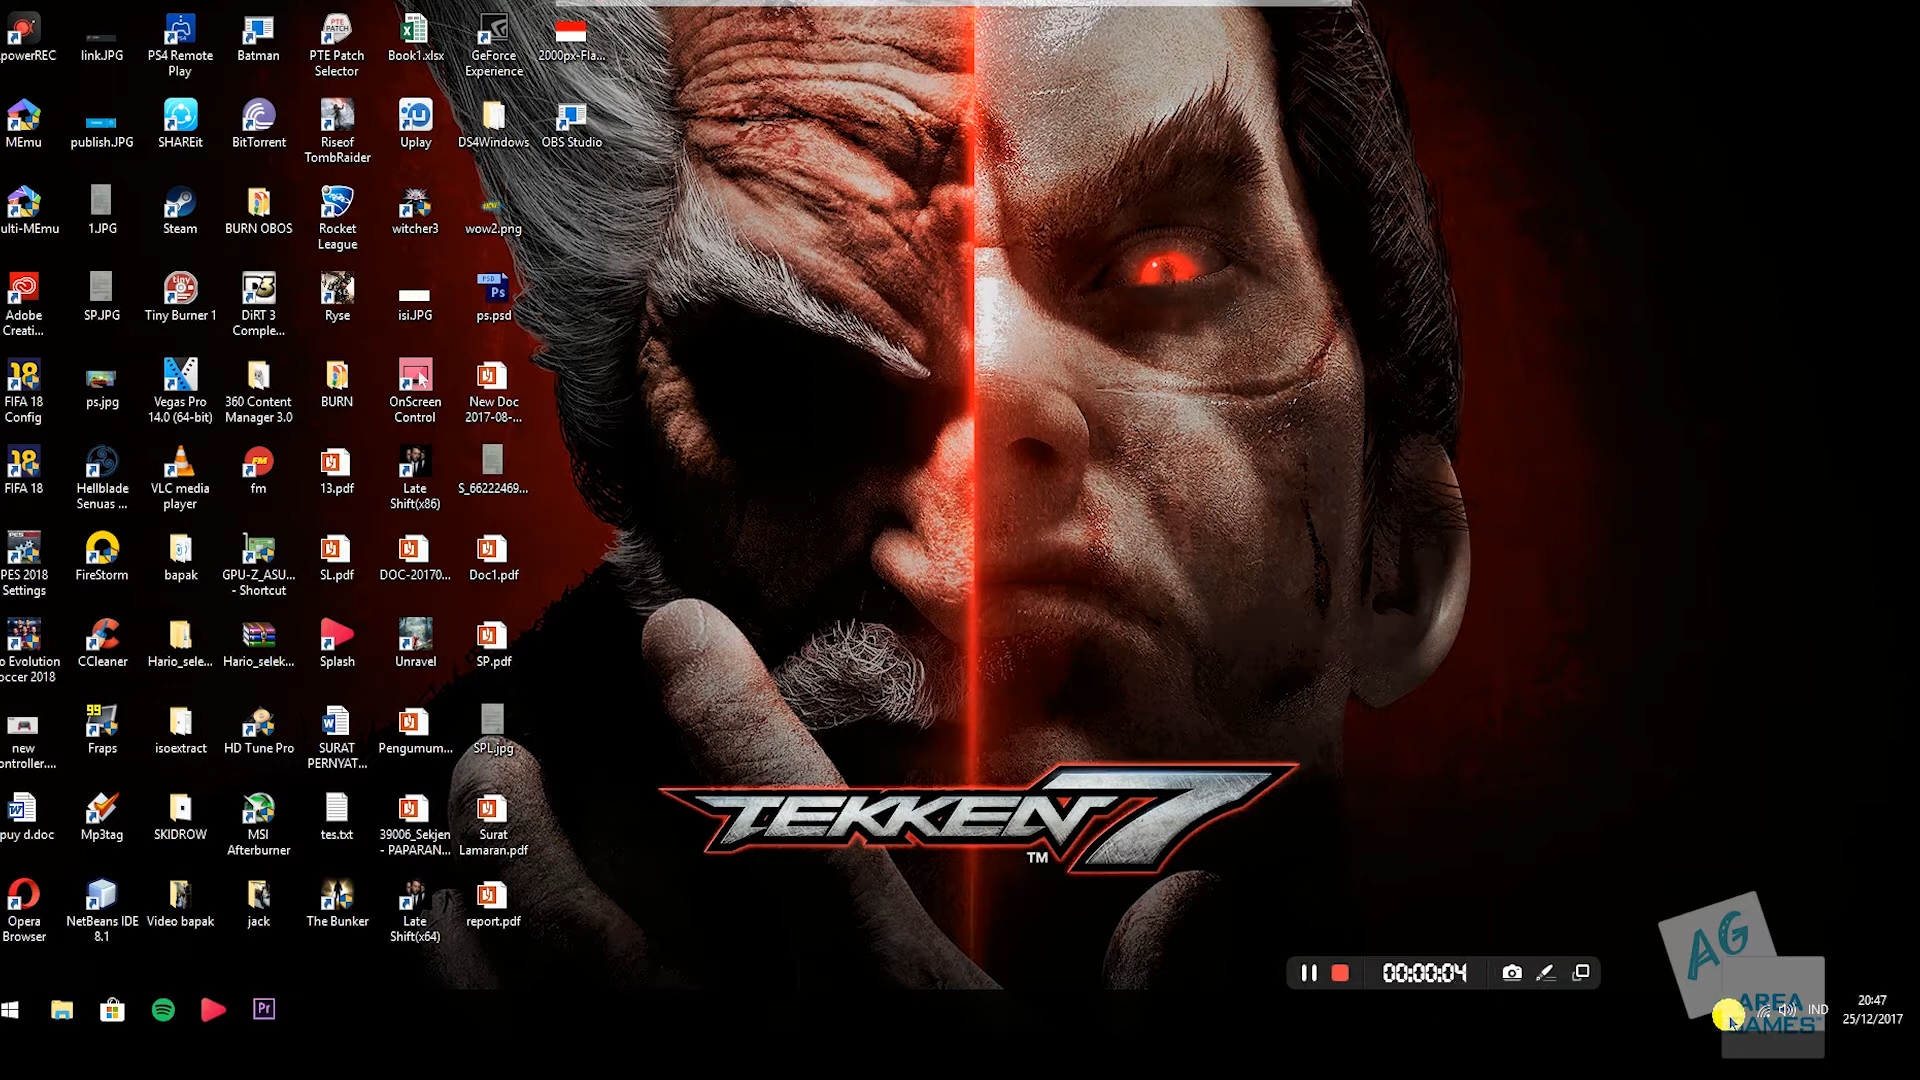 powerREC
link.JPG
PS4 Remote
Play
Batman
PTE Patch
Selector
Book1.xlsx
GeForce
Experience
2000px-Fla...
MEmu
publish.JPG
SHAREit
BitTorrent
Riseof
TombRaider
Uplay
DS4Windows
OBS Studio
ulti-MEmu
1.JPG
Steam
BURN OBOS
Rocket
League
witcher3
wow2.png
Adobe
Creati...
SP.JPG
Tiny Burner 1
DiRT 3
Comple...
Ryse
isi.JPG
ps.psd
FIFA 18
Config
ps.jpg
Vegas Pro
14.0 (64-bit)
360 Content
Manager 3.0
BURN
OnScreen
Control
New Doc
2017-08-...
FIFA 18
Hellblade
Senuas ...
VLC media
player
fm
13.pdf
Late
Shift(x86)
S_66222469...
PES 2018
Settings
FireStorm
bapak
GPU-Z_ASU...
- Shortcut
SL.pdf
DOC-20170...
Doc1.pdf
o Evolution
occer 2018
CCleaner
Hario_sele...
Hario_selek...
Splash
Unravel
SP.pdf
new
ontroller....
Fraps
isoextract
HD Tune Pro
SURAT
PERNYAT...
Pengumum...
SPL.jpg
puy d.doc
Mp3tag
SKIDROW
MSI
Afterburner
tes.txt
39006_Sekjen
- PAPARAN...
Surat
Lamaran.pdf
Opera
Browser
NetBeans IDE
8.1
Video bapak
jack
The Bunker
Late
Shift(x64)
report.pdf
TEKKEN 7
TM
00:00:04
AG
AREA
GAMES
IND
20:47
25/12/2017
Pr